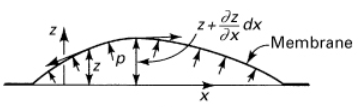 z
z + ∂z/∂x dx
Membrane
z
p
x